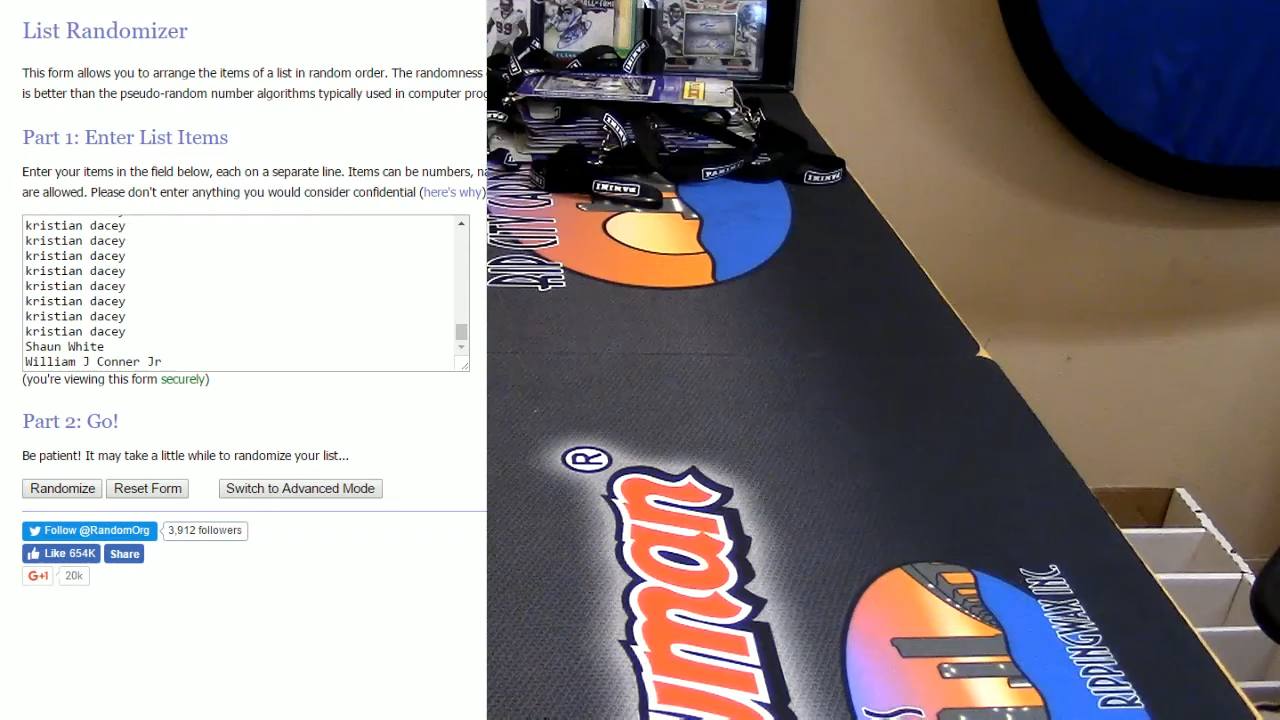 List Randomizer
This form allows you to arrange the items of a list in random order. The randomness
is better than the pseudo-random number algorithms typically used in computer
Part 1: Enter List Items
Enter your items in the field below, each on a separate line. Items can be numbers,
are allowed. Please don't enter anything you would consider confidential (here's why)
kristian dacey
kristian dacey
kristian dacey
kristian dacey
kristian dacey
kristian dacey
kristian dacey
kristian dacey
Shaun White
William J Conner Jr
(you're viewing this form securely)
Part 2: Go!
Be patient! It may take a little while to randomize your list...
Randomize Reset Form Switch to Advanced Mode
Follow @RandomOrg 3,912 followers
Like 654K Share
G+1 20k
99
PANINI
PANINI
PANINI
PANINI
RIP CITY
®
RIPPINGWAX INC.